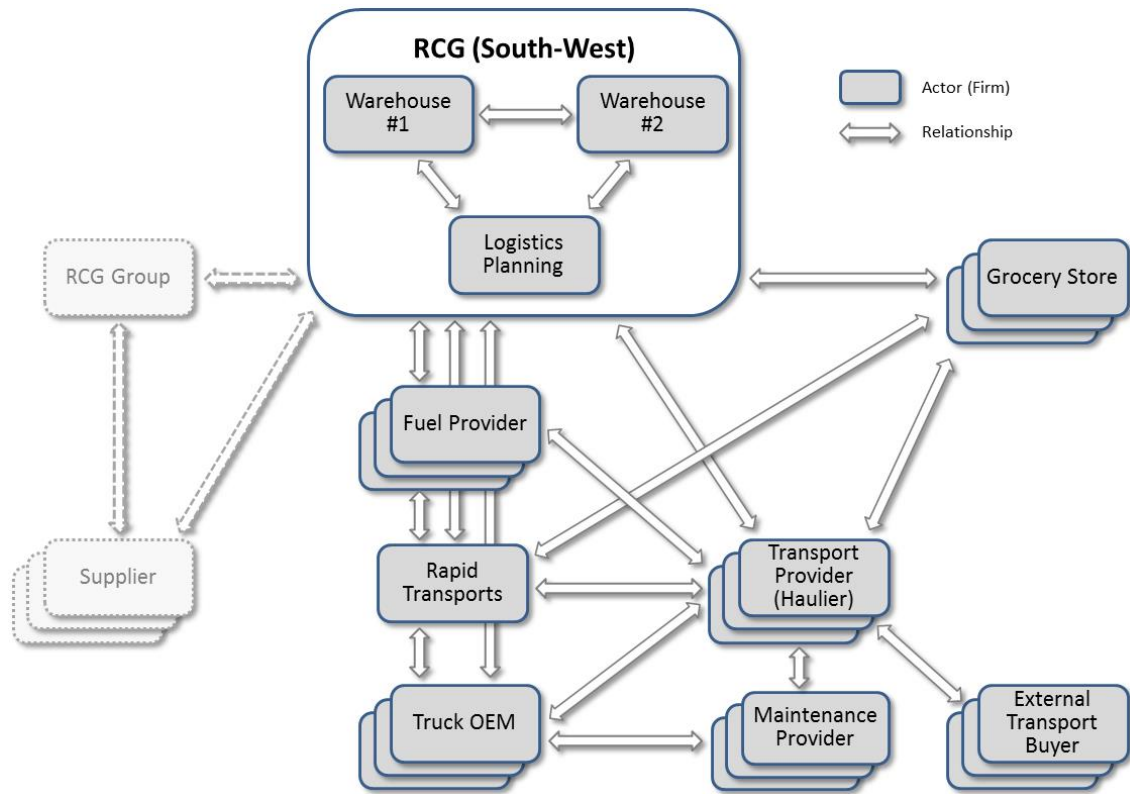 RCG (South-West)
Warehouse
#1
Warehouse
#2
Actor (Firm)
Relationship
Logistics
Planning
RCG Group
Grocery Store
Fuel Provider
Supplier
Rapid
Transports
Transport
Provider
(Haulier)
Truck OEM
Maintenance
Provider
External
Transport
Buyer